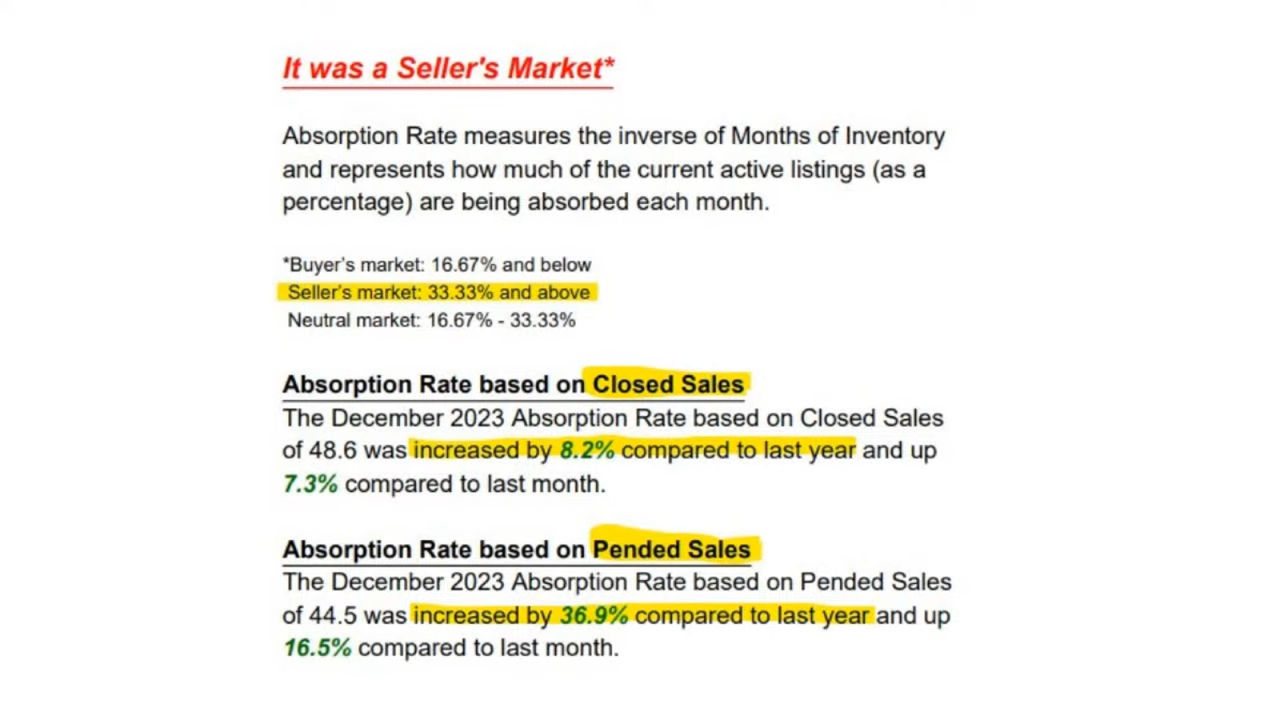 It was a Seller's Market*
Absorption Rate measures the inverse of Months of Inventory
and represents how much of the current active listings (as a
percentage) are being absorbed each month.
*Buyer's market: 16.67% and below
Seller's market: 33.33% and above
Neutral market: 16.67% - 33.33%
Absorption Rate based on Closed Sales
The December 2023 Absorption Rate based on Closed Sales
of 48.6 was increased by 8.2% compared to last year and up
7.3% compared to last month.
Absorption Rate based on Pended Sales
The December 2023 Absorption Rate based on Pended Sales
of 44.5 was increased by 36.9% compared to last year and up
16.5% compared to last month.